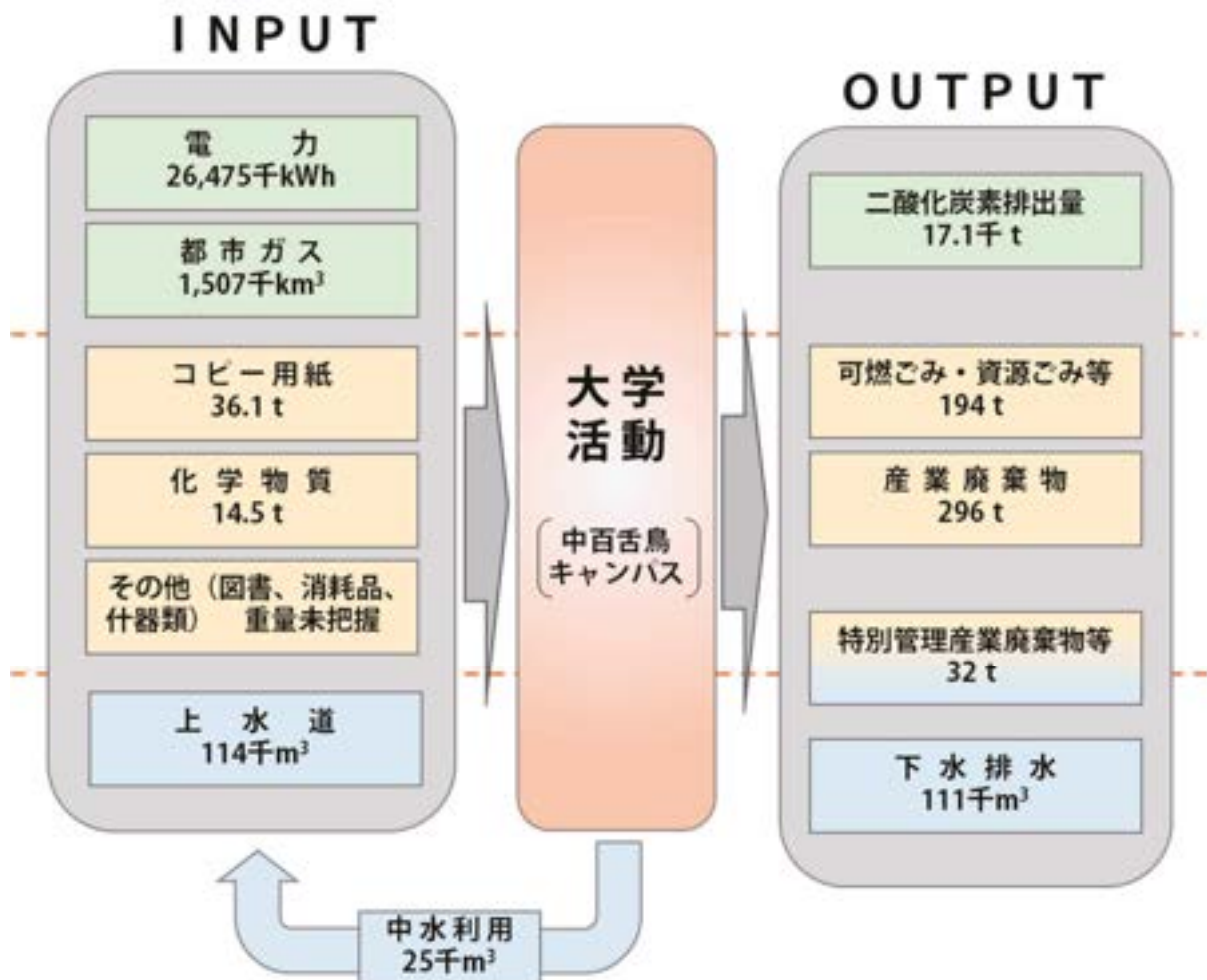 INPUT
電力
26,475千kWh
都市ガス
1,507千km³
コピー用紙
36.1 t
化学物質
14.5 t
その他（図書、消耗品、
什器類）　重量未把握
上水道
114千m³
大学
活動
中百舌鳥
キャンパス
OUTPUT
二酸化炭素排出量
17.1千 t
可燃ごみ・資源ごみ等
194 t
産業廃棄物
296 t
特別管理産業廃棄物等
32 t
下水排水
111千m³
中水利用
25千m³